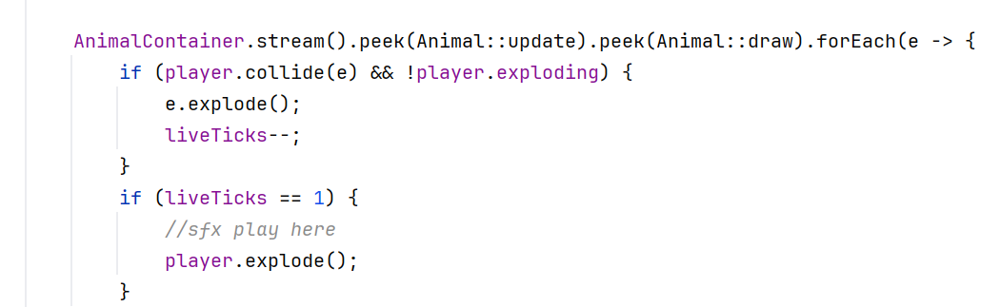 AnimalContainer.stream().peek(Animal::update).peek(Animal::draw).forEach(e -> {
if (player.collide(e) && !player.exploding) {
e.explode();
liveTicks--;
}
if (liveTicks == 1) {
//sfx play here
player.explode();
}